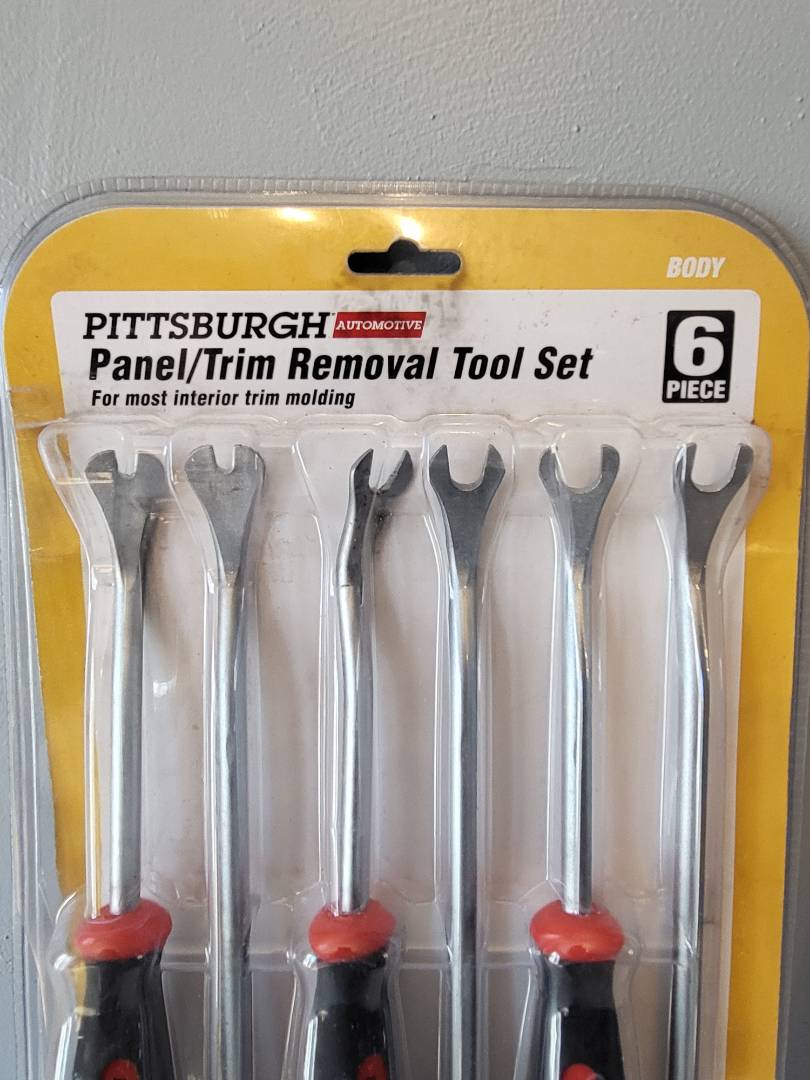 BODY
PITTSBURGH AUTOMOTIVE
Panel/Trim Removal Tool Set
For most interior trim molding
6
PIECE